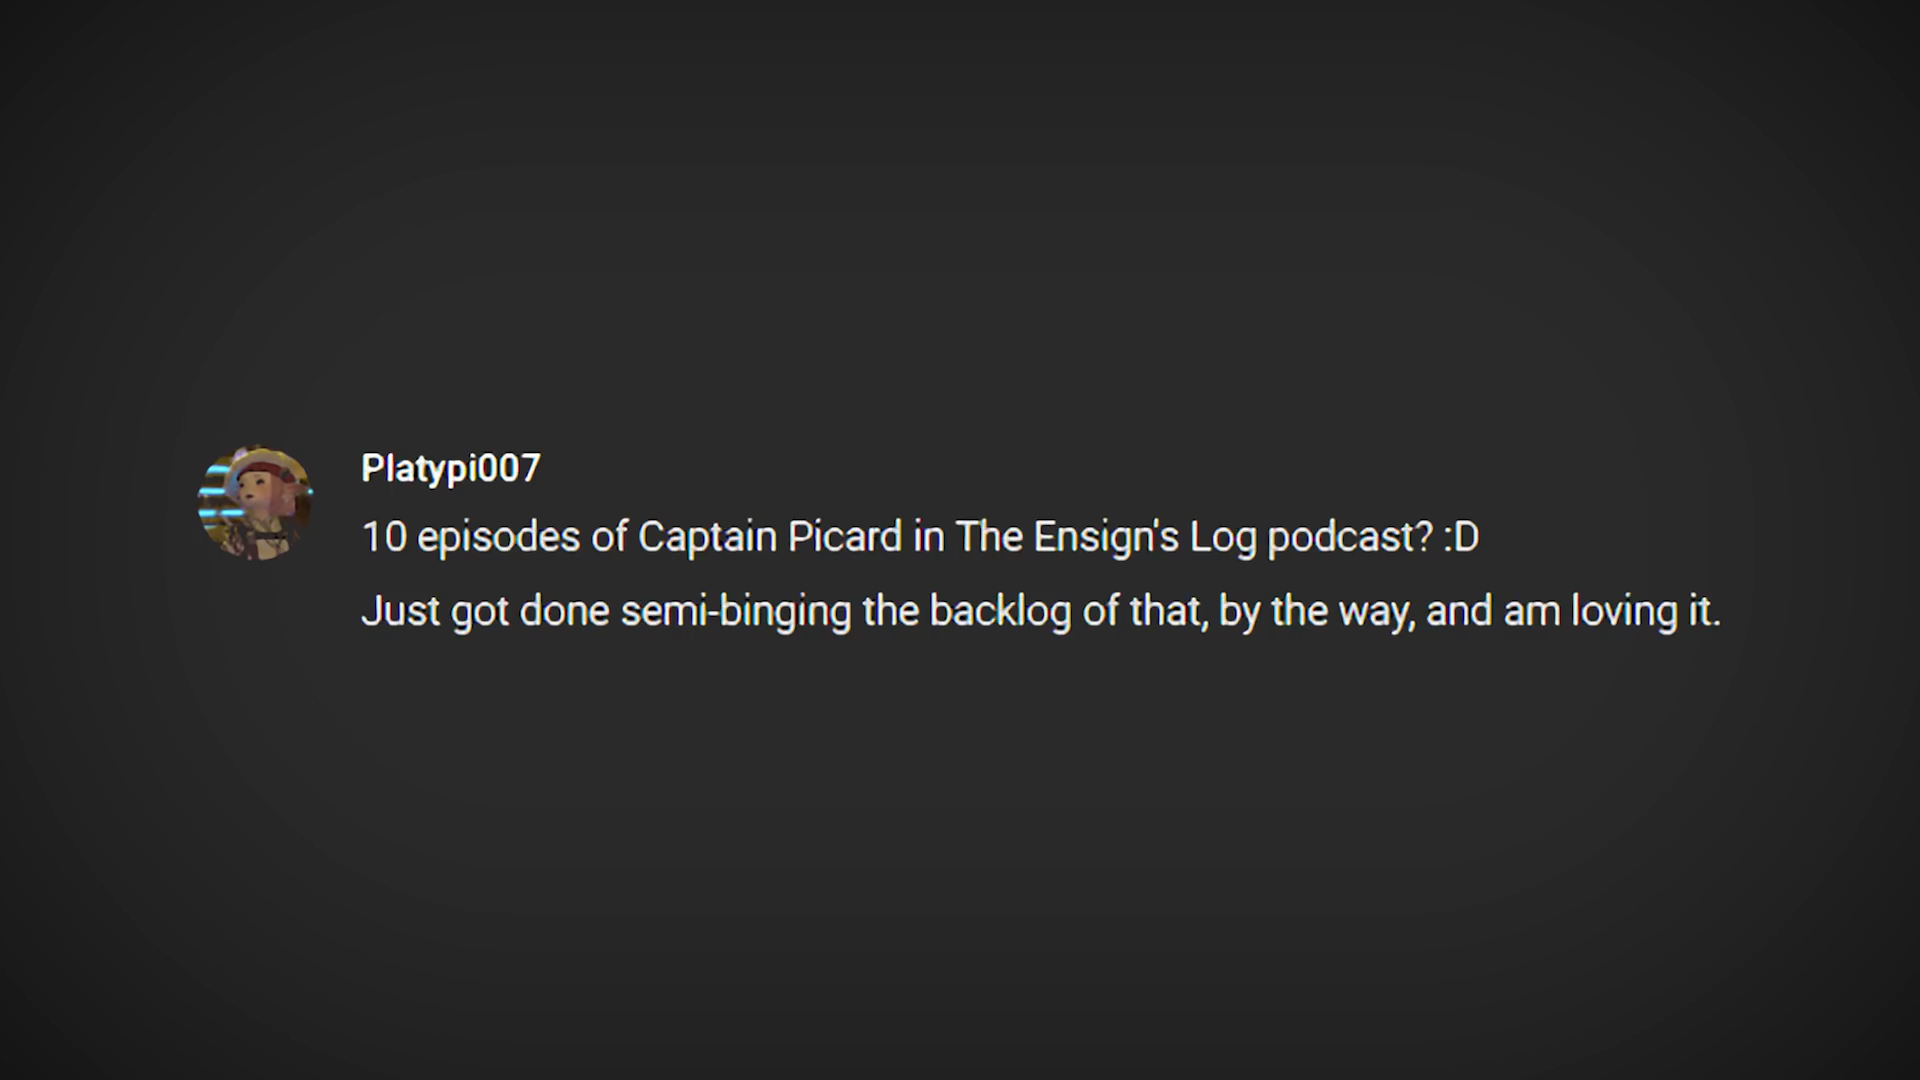 Platypi007
10 episodes of Captain Picard in The Ensign's Log podcast? :D
Just got done semi-binging the backlog of that, by the way, and am loving it.